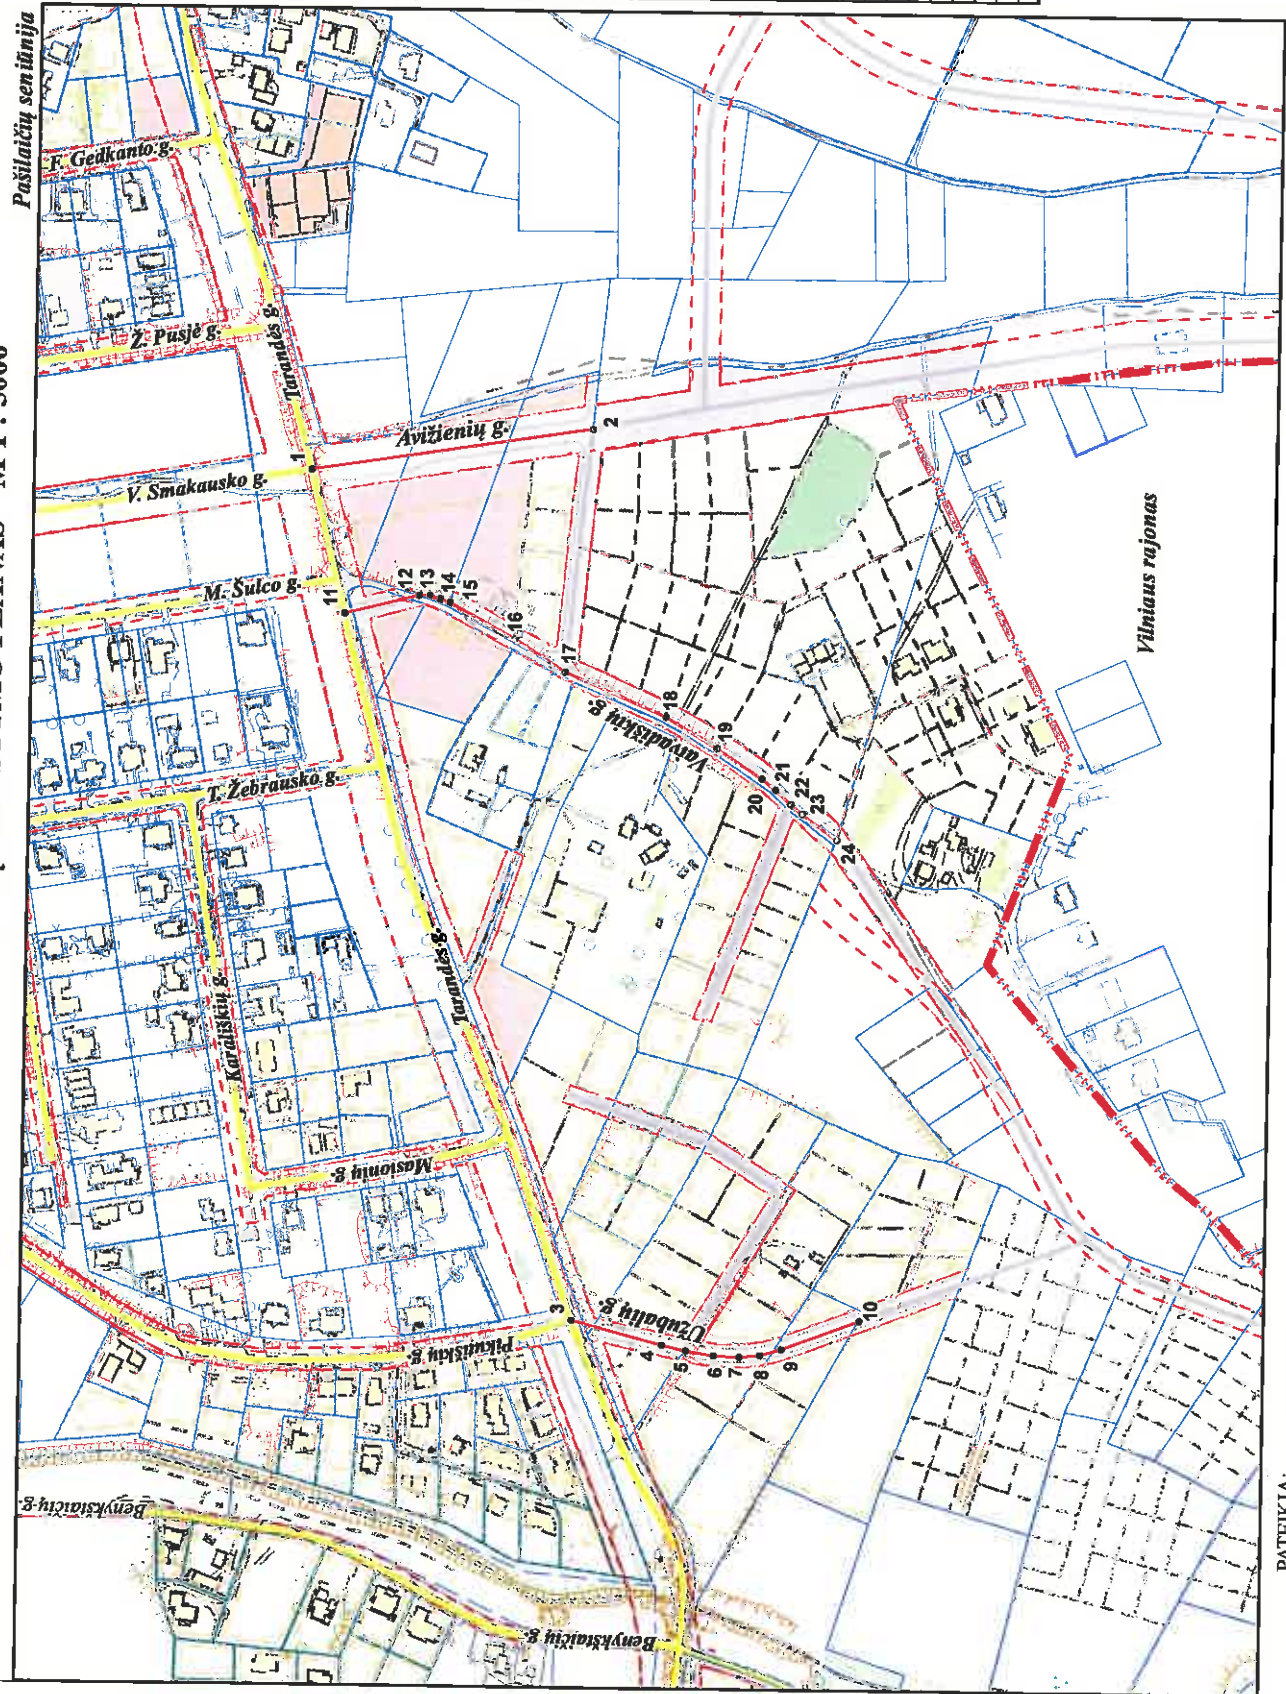 Pašilaičių seniūnija
F. Gedkanto g.
Ž. Pusjė g.
Tarandės g.
V. Smakausko g.
Avižienių g.
M. Šulco g.
T. Žebrausko g.
Karališkių g.
Tarandės g.
Vaivadiškių g.
Masionių g.
Pikutiškių g.
Užubalių g.
Benykštaičių g.
Benykštaičių g.
Vilniaus rajonas
1
2
3
4
5
6
7
8
9
10
11
12
13
14
15
16
17
18
19
20
21
22
23
24